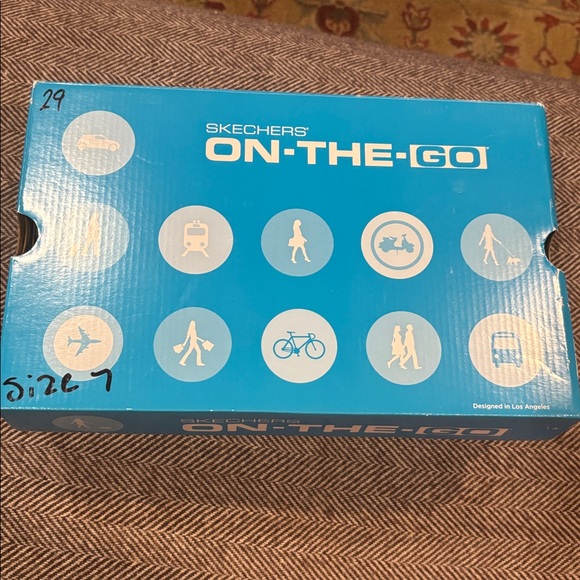 29
SKECHERS®
ON-THE-GO
Size 7
Designed in Los Angeles
SKECHERS
ON-THE-GO